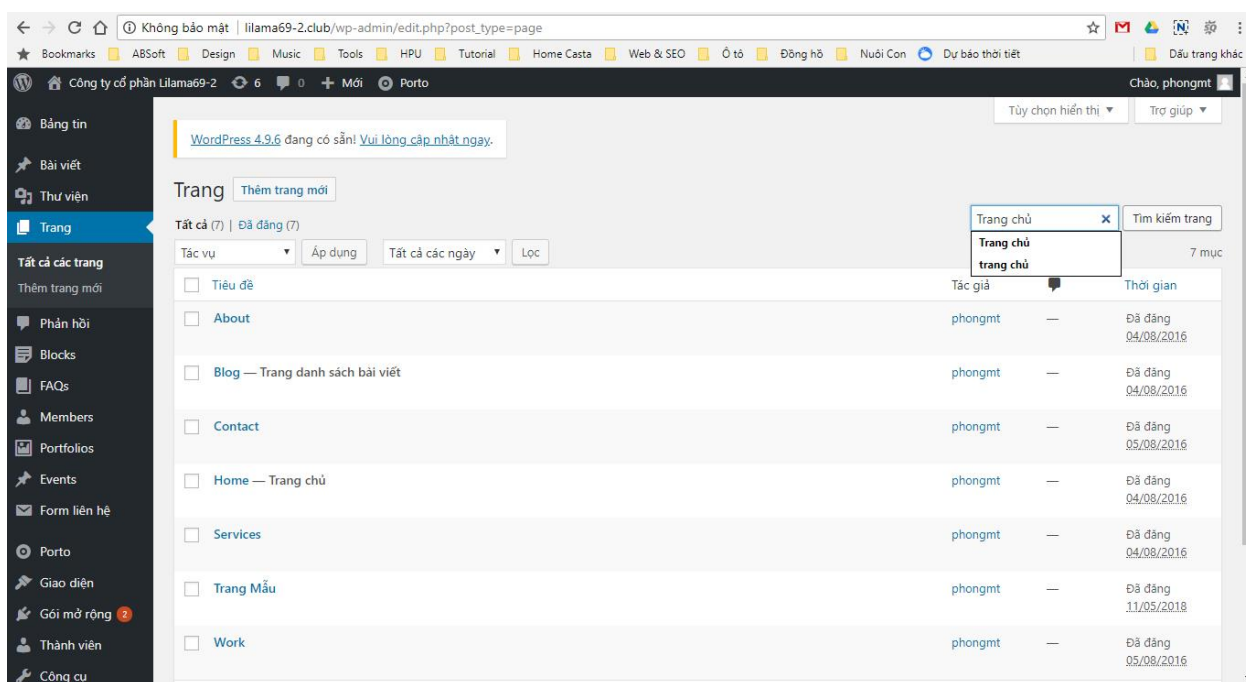 Không bảo mật | lilama69-2.club/wp-admin/edit.php?post_type=page
Bookmarks ABSoft Design Music Tools HPU Tutorial Home Casta Web & SEO Ô tô Đồng hồ Nuôi Con Dự báo thời tiết Dấu trang khác
Công ty cổ phần Lilama69-2 6 0 + Mới Porto Chào, phongmt
Tùy chọn hiển thị ▼ Trợ giúp ▼
Bảng tin
WordPress 4.9.6 đang có sẵn! Vui lòng cập nhật ngay.
Bài viết
Thư viện
Trang
Tất cả các trang
Thêm trang mới
Phản hồi
Blocks
FAQs
Members
Portfolios
Events
Form liên hệ
Porto
Giao diện
Gói mở rộng 2
Thành viên
Công cụ
Trang Thêm trang mới
Tất cả (7) | Đã đăng (7)
Trang chủ × Tìm kiếm trang
Trang chủ
trang chủ
Tác vụ ▼ Áp dụng Tất cả các ngày ▼ Lọc 7 mục
Tiêu đề Tác giả Thời gian
About phongmt — Đã đăng
04/08/2016
Blog — Trang danh sách bài viết phongmt — Đã đăng
04/08/2016
Contact phongmt — Đã đăng
05/08/2016
Home — Trang chủ phongmt — Đã đăng
04/08/2016
Services phongmt — Đã đăng
04/08/2016
Trang Mẫu phongmt — Đã đăng
11/05/2018
Work phongmt — Đã đăng
05/08/2016